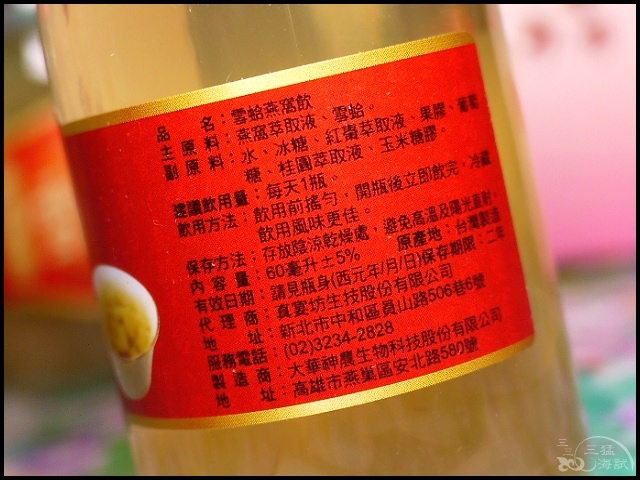 品名：雪蛤燕窩飲
主原料：燕窩萃取液、雪蛤。
副原料：水、冰糖、紅棗萃取液、果膠、葡萄
糖、桂圓萃取液、玉米糖膠。
建議飲用量：每天1瓶。
飲用方法：飲用前搖勻，開瓶後立即飲完，冷藏
飲用風味更佳。
保存方法：存放陰涼乾燥處，避免高溫及陽光直射。
內容量：60毫升±5% 原產地：台灣製造
有效日期：請見瓶身(西元年/月/日)保存期限：二年
代理商：真宴坊生技股份有限公司
地址：新北市中和區員山路506巷6號
服務電話：(02)3234-2828
製造商：大華神農生物科技股份有限公司
地址：高雄市燕巢區安北路580號
三猛
海試